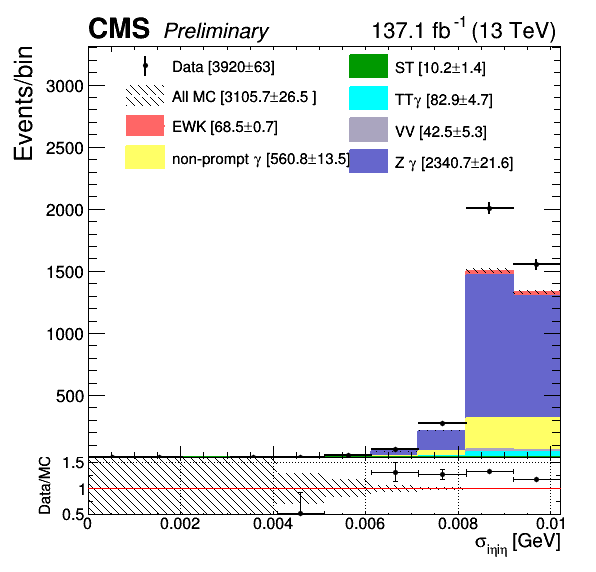 CMS Preliminary 137.1 fb⁻¹ (13 TeV)
Events/bin
Data [3920±63]
All MC [3105.7±26.5 ]
EWK [68.5±0.7]
non-prompt γ [560.8±13.5]
ST [10.2±1.4]
TTγ [82.9±4.7]
VV [42.5±5.3]
Z γ [2340.7±21.6]
3000
2500
2000
1500
1000
500
Data/MC
1.5
1
0.5
0 0.002 0.004 0.006 0.008 0.01
σiηiη [GeV]